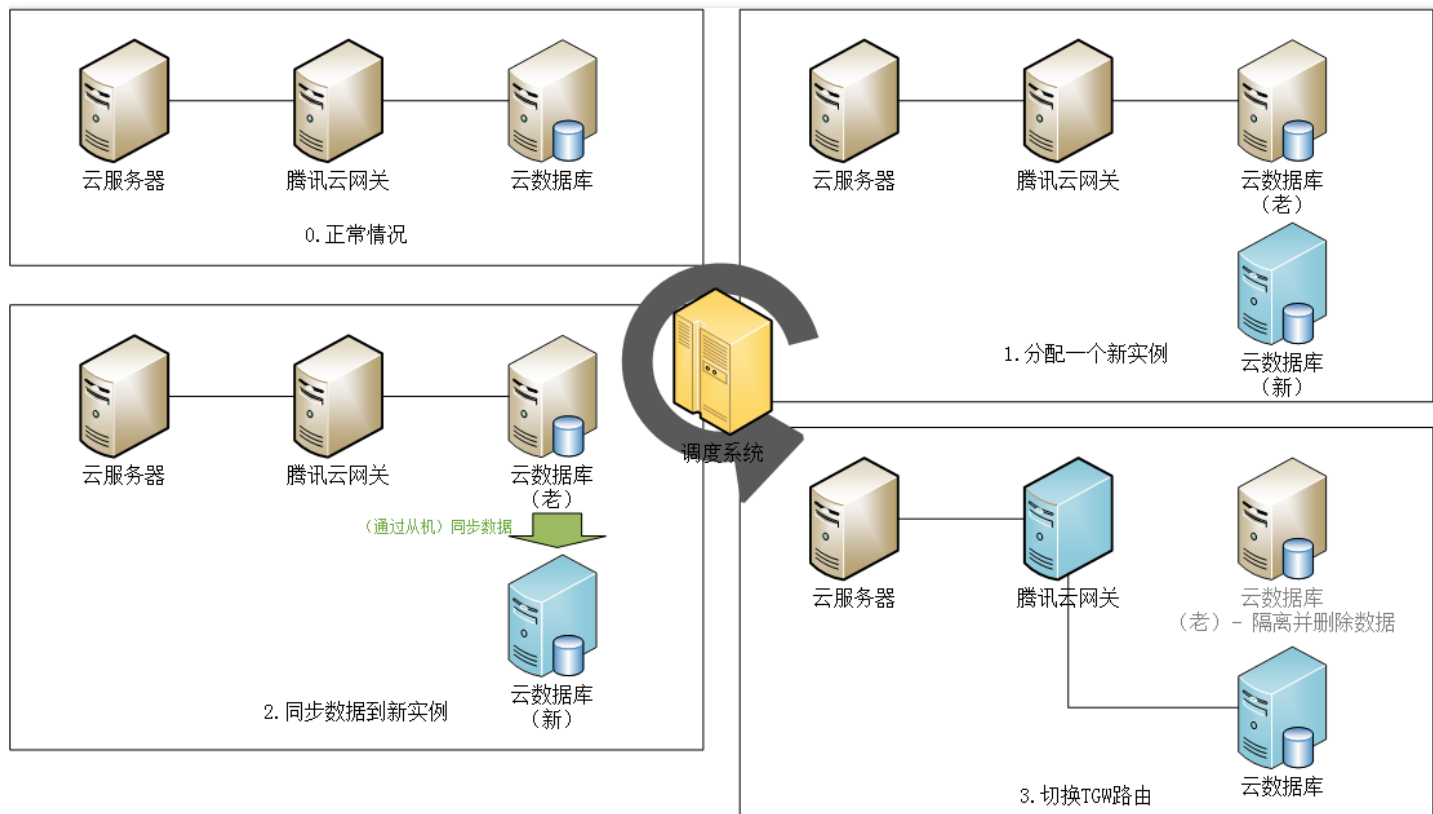 云服务器
腾讯云网关
云数据库
0.正常情况
云服务器
腾讯云网关
云数据库
（老）
1.分配一个新实例
云数据库
（新）
调度系统
云服务器
腾讯云网关
云数据库
（老）
（通过从机）同步数据
云数据库
（新）
2.同步数据到新实例
云服务器
腾讯云网关
云数据库
（老）- 隔离并删除数据
云数据库
3.切换TGW路由